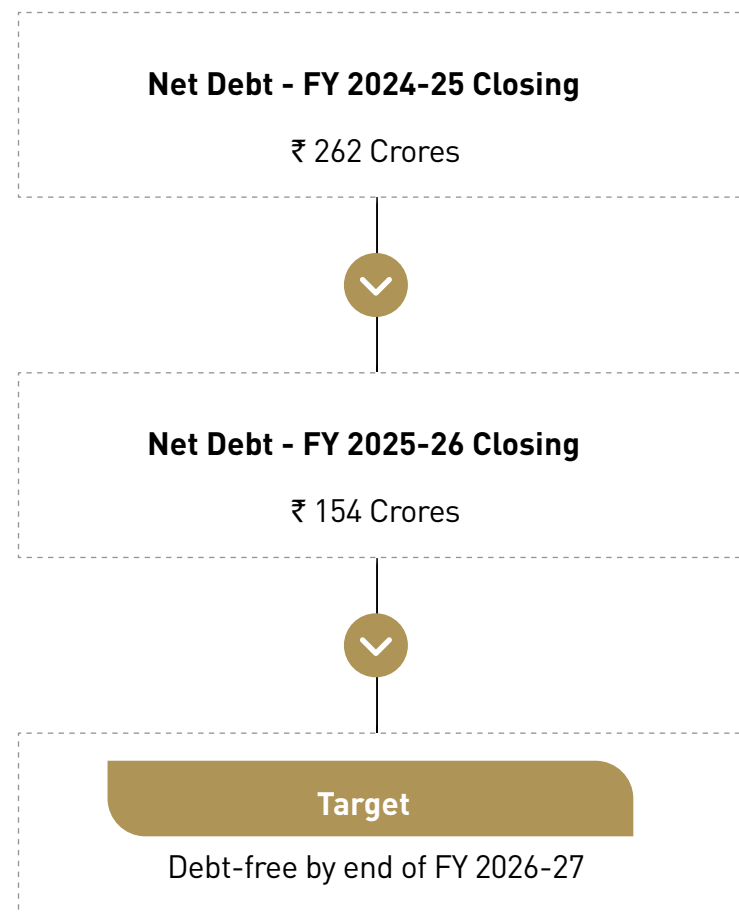 Net Debt - FY 2024-25 Closing
₹ 262 Crores
Net Debt - FY 2025-26 Closing
₹ 154 Crores
Target
Debt-free by end of FY 2026-27